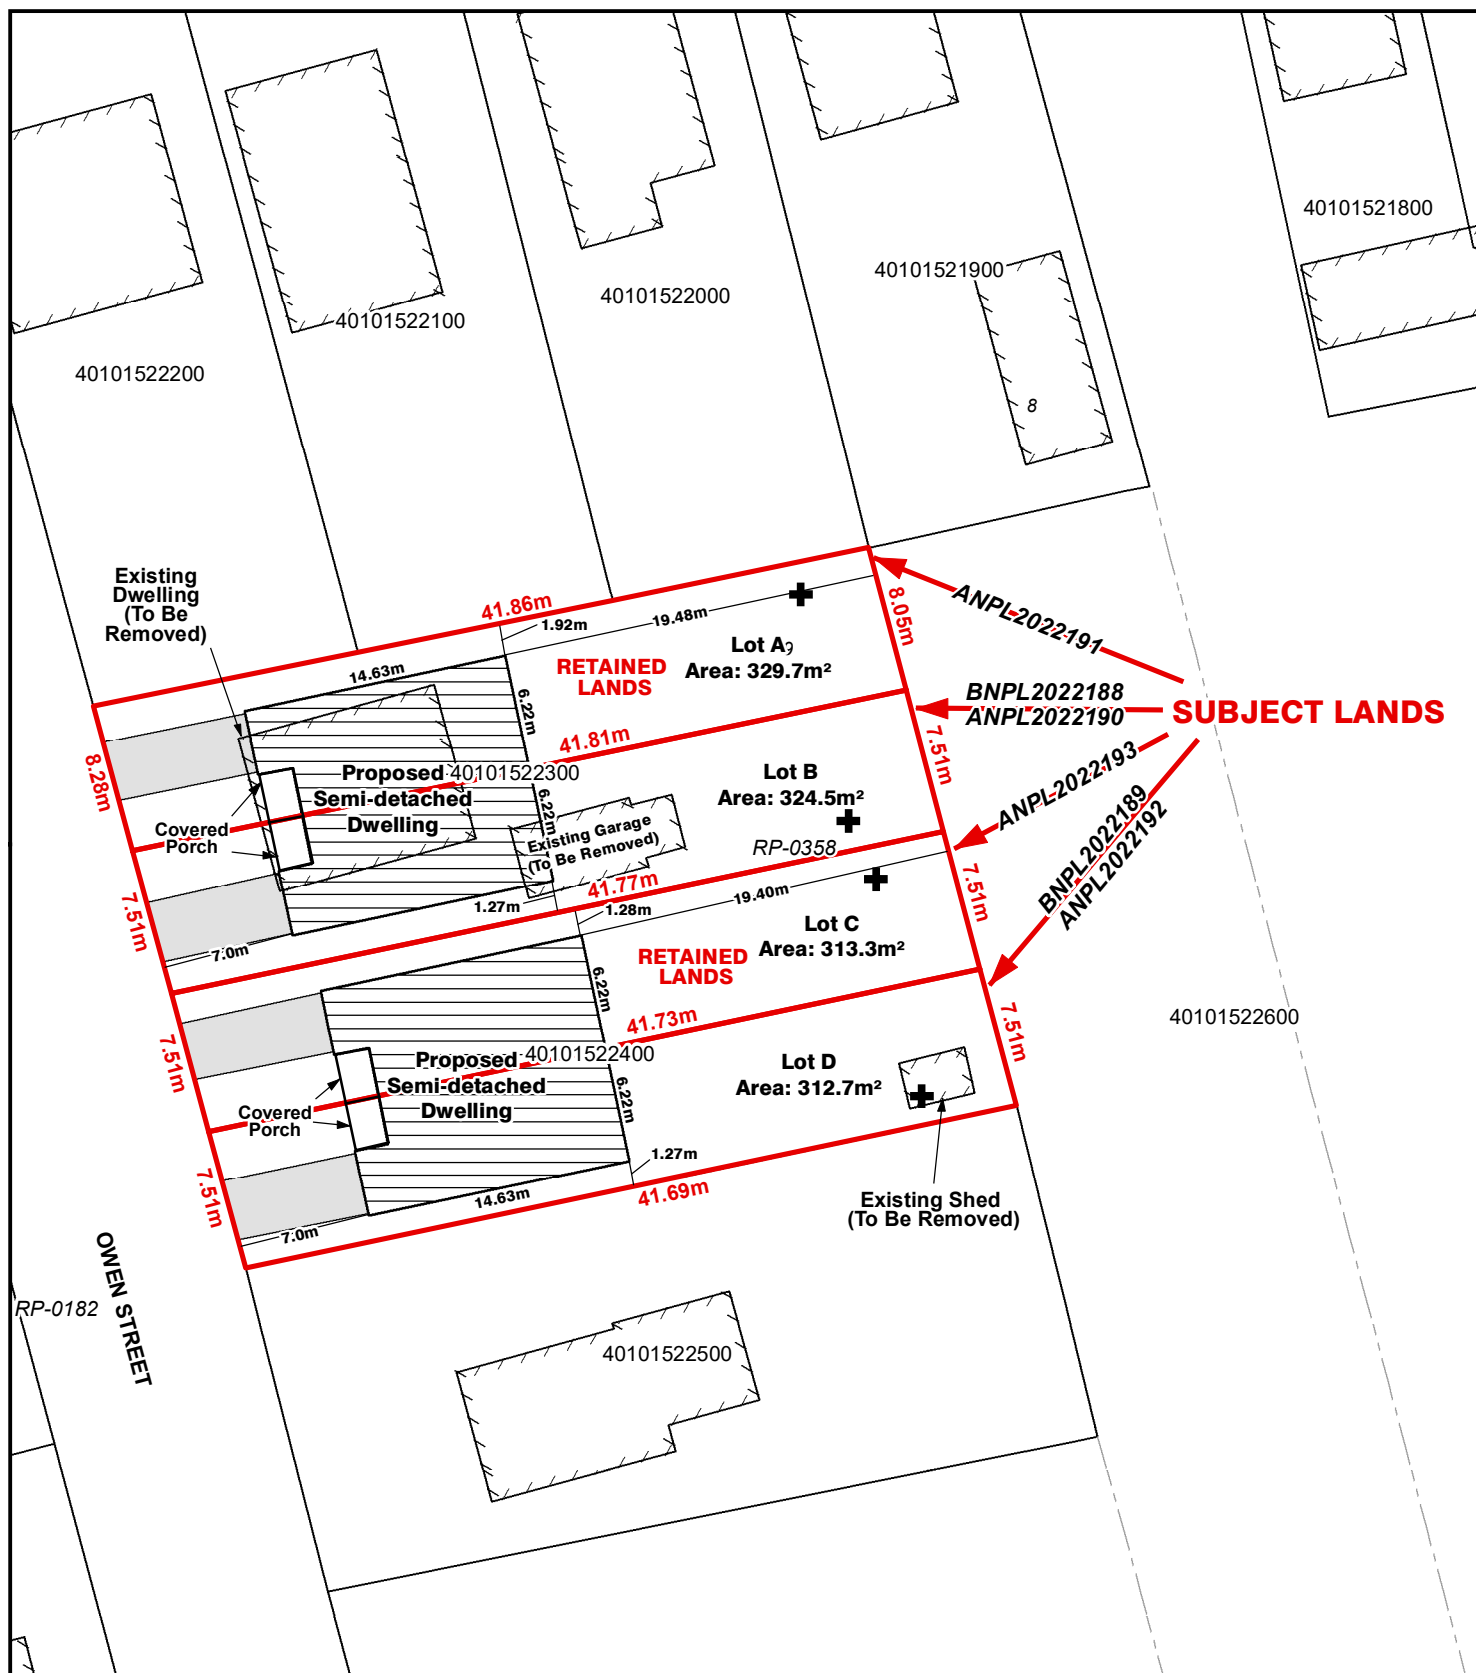 40101521800
40101521900
40101522000
40101522100
40101522200
8
Existing
Dwelling
(To Be
Removed)
41.86m
1.92m
19.48m
8.05m
ANPL2022191
Lot A
Area: 329.7m²
RETAINED
LANDS
14.63m
6.22m
BNPL2022188
ANPL2022190
SUBJECT LANDS
41.81m
7.51m
8.28m
Proposed
Semi-detached
Dwelling
40101522300
Lot B
Area: 324.5m²
6.22m
ANPL2022193
BNPL2022189
ANPL2022192
Covered
Porch
Existing Garage
(To Be Removed)
RP-0358
41.77m
1.27m
1.28m
19.40m
7.51m
7.51m
7.0m
Lot C
Area: 313.3m²
RETAINED
LANDS
6.22m
41.73m
7.51m
7.51m
40101522600
Proposed
Semi-detached
Dwelling
40101522400
Lot D
Area: 312.7m²
6.22m
Covered
Porch
1.27m
41.69m
14.63m
7.51m
7.0m
Existing Shed
(To Be Removed)
OWEN STREET
RP-0182
40101522500